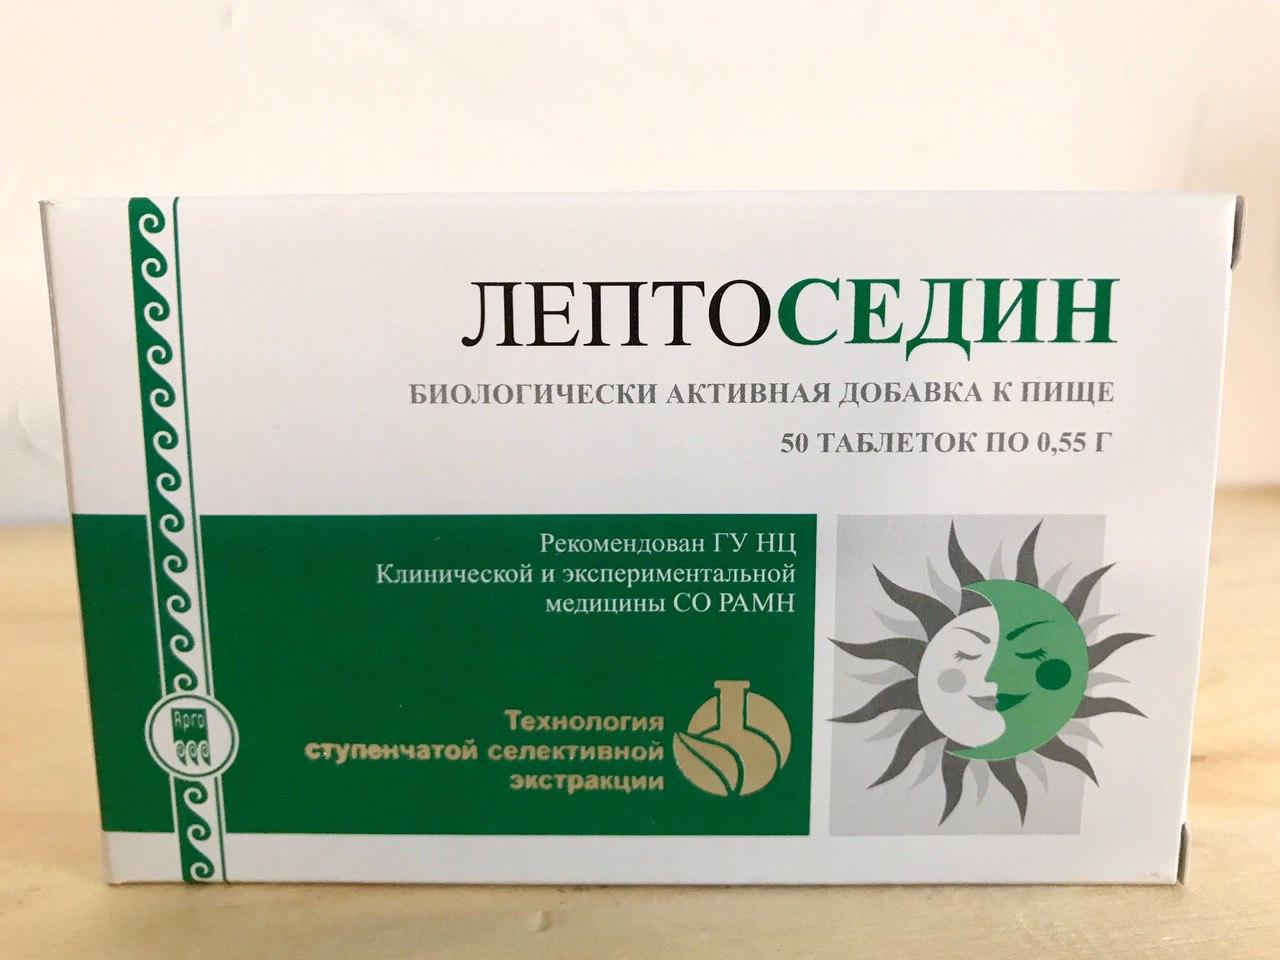 ЛЕПТОСЕДИН
БИОЛОГИЧЕСКИ АКТИВНАЯ ДОБАВКА К ПИЩЕ
50 ТАБЛЕТОК ПО 0,55 Г
Рекомендован ГУ НЦ
Клинической и экспериментальной
медицины СО РАМН
Технология
ступенчатой селективной
экстракции
Арго